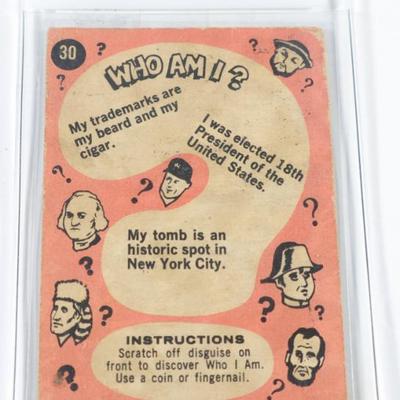 30
WHO AM I?
My trademarks are
my beard and my
cigar.
I was elected 18th
President of the
United States.
My tomb is an
historic spot in
New York City.
INSTRUCTIONS
Scratch off disguise on
front to discover Who I Am.
Use a coin or fingernail.